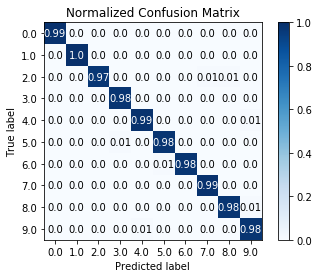 Normalized Confusion Matrix
0.0 0.99 0.0 0.0 0.0 0.0 0.0 0.0 0.0 0.0 0.0
1.0 0.0 1.0 0.0 0.0 0.0 0.0 0.0 0.0 0.0 0.0
2.0 0.0 0.0 0.97 0.0 0.0 0.0 0.0 0.01 0.01 0.0
3.0 0.0 0.0 0.0 0.98 0.0 0.0 0.0 0.0 0.0 0.0
4.0 0.0 0.0 0.0 0.0 0.99 0.0 0.0 0.0 0.0 0.01
5.0 0.0 0.0 0.0 0.01 0.0 0.98 0.0 0.0 0.0 0.0
6.0 0.0 0.0 0.0 0.0 0.0 0.01 0.98 0.0 0.0 0.0
7.0 0.0 0.0 0.0 0.0 0.0 0.0 0.0 0.99 0.0 0.0
8.0 0.0 0.0 0.0 0.0 0.0 0.0 0.0 0.0 0.98 0.01
9.0 0.0 0.0 0.0 0.0 0.01 0.0 0.0 0.0 0.0 0.98
0.0 1.0 2.0 3.0 4.0 5.0 6.0 7.0 8.0 9.0
Predicted label
True label
1.0
0.8
0.6
0.4
0.2
0.0